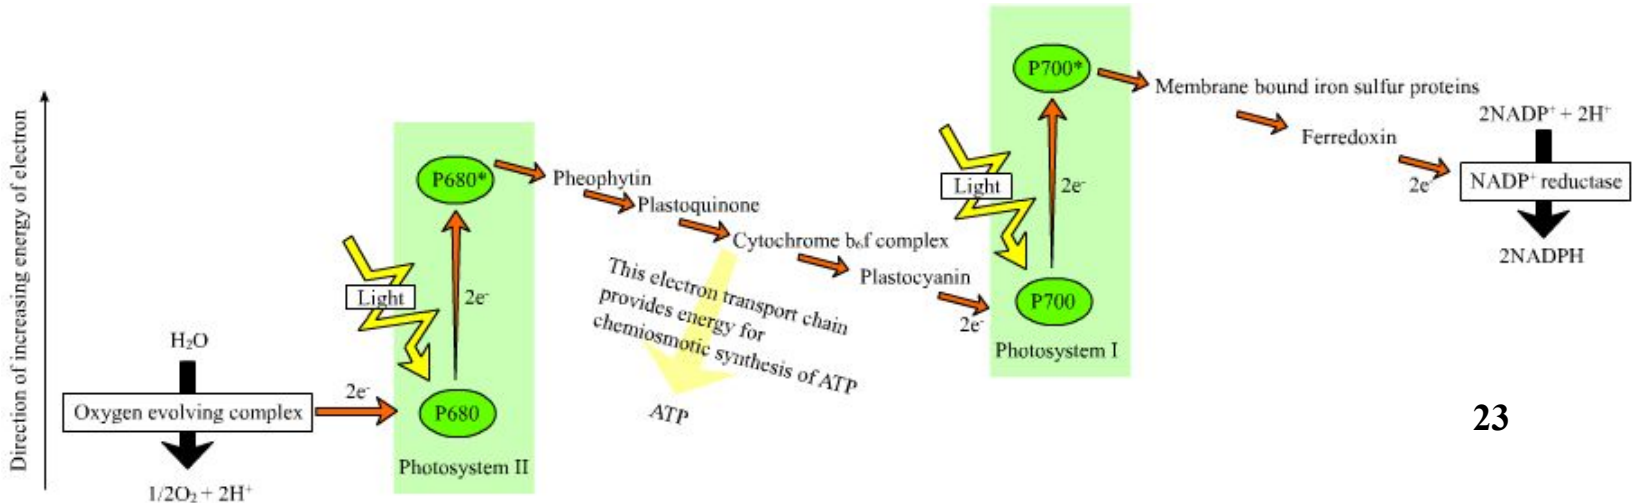 Direction of increasing energy of electron
H₂O
Oxygen evolving complex
1/2O₂ + 2H⁺
2e⁻
Light
P680*
2e⁻
P680
Photosystem II
Pheophytin
Plastoquinone
Cytochrome b₆f complex
Plastocyanin
2e⁻
This electron transport chain
provides energy for
chemiosmotic synthesis of ATP
ATP
P700*
Light
2e⁻
P700
Photosystem I
Membrane bound iron sulfur proteins
Ferredoxin
2e⁻
2NADP⁺ + 2H⁺
NADP⁺ reductase
2NADPH
23